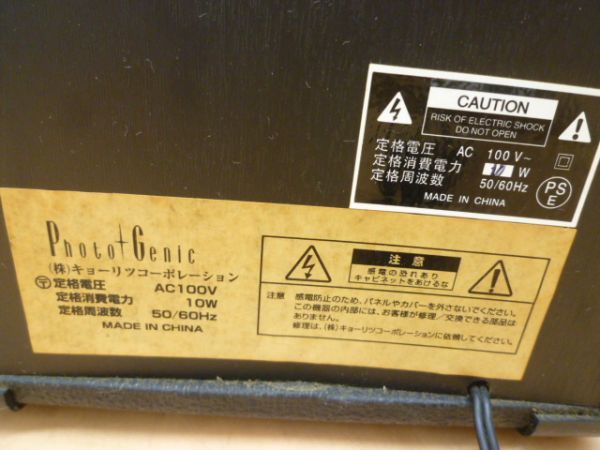 CAUTION
RISK OF ELECTRIC SHOCK
DO NOT OPEN
定格電圧 AC 100 V~
定格消費電力 10 W
定格周波数 50/60Hz
MADE IN CHINA
PS
E
Photo Genic
(株)キョーリツコーポレーション
〒定格電圧 AC100V
定格消費電力 10W
定格周波数 50/60Hz
MADE IN CHINA
注 意
感電の恐れあり
キャビネットをあけるな
注意 感電防止のため、パネルやカバーを外さないでください。
この機器の内部には、お客様が修理/交換できる部品は
ありません。
修理は、(株)キョーリツコーポレーションに依頼してください。